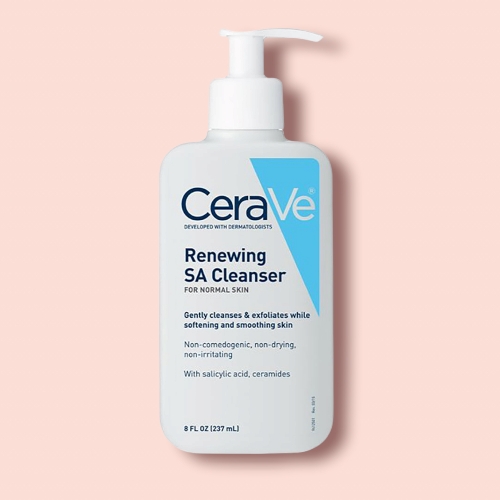 CeraVe®
DEVELOPED WITH DERMATOLOGISTS
Renewing
SA Cleanser
FOR NORMAL SKIN
Gently cleanses & exfoliates while
softening and smoothing skin
Non-comedogenic, non-drying,
non-irritating
With salicylic acid, ceramides
8 FL OZ (237 mL)